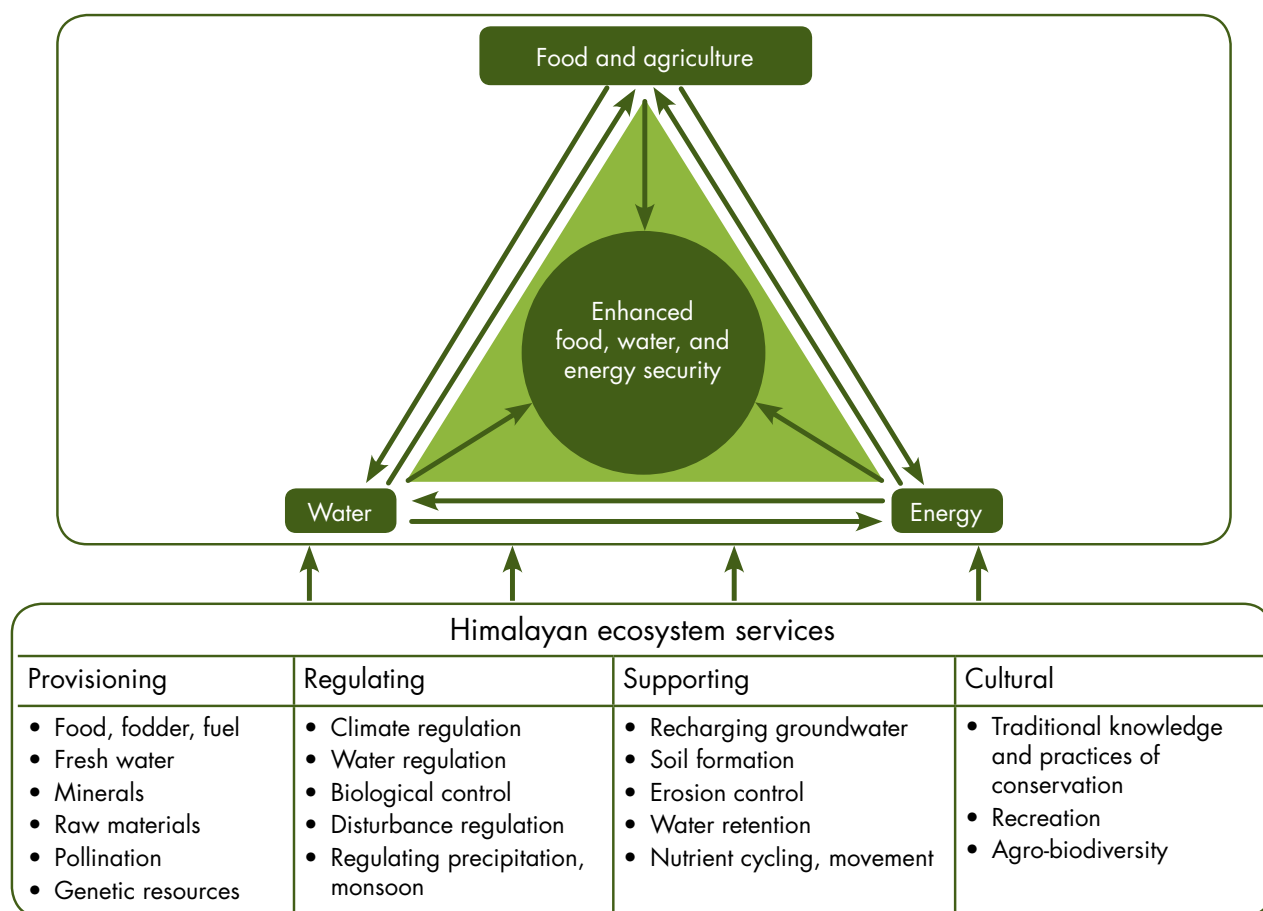 Food and agriculture
Enhanced
food, water, and
energy security
Water
Energy
Himalayan ecosystem services
Provisioning
• Food, fodder, fuel
• Fresh water
• Minerals
• Raw materials
• Pollination
• Genetic resources
Regulating
• Climate regulation
• Water regulation
• Biological control
• Disturbance regulation
• Regulating precipitation,
monsoon
Supporting
• Recharging groundwater
• Soil formation
• Erosion control
• Water retention
• Nutrient cycling, movement
Cultural
• Traditional knowledge
and practices of
conservation
• Recreation
• Agro-biodiversity